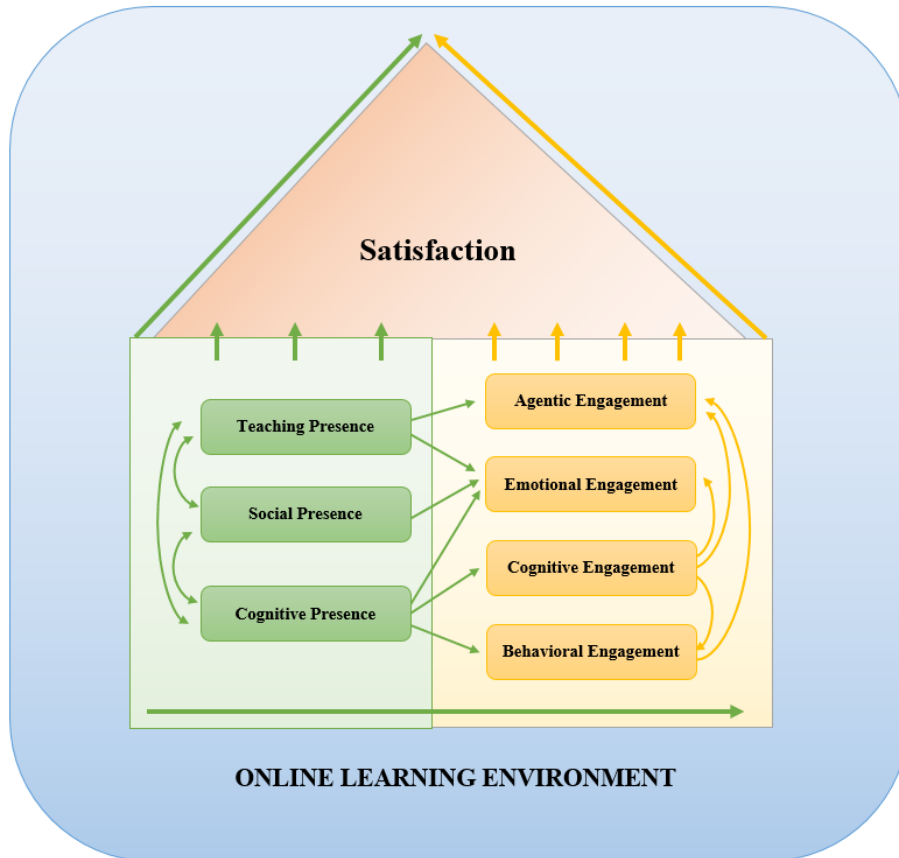 Satisfaction
Teaching Presence
Social Presence
Cognitive Presence
Agentic Engagement
Emotional Engagement
Cognitive Engagement
Behavioral Engagement
ONLINE LEARNING ENVIRONMENT